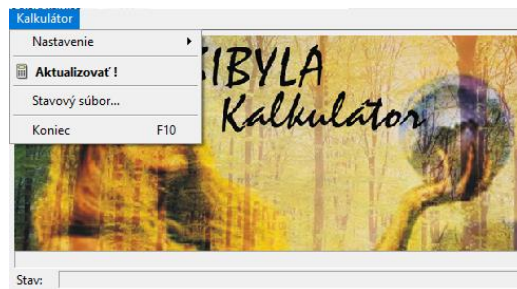 Kalkulátor
Nastavenie
Aktualizovať !
Stavový súbor...
Koniec F10
IBYLA
Kalkulátor
Stav: